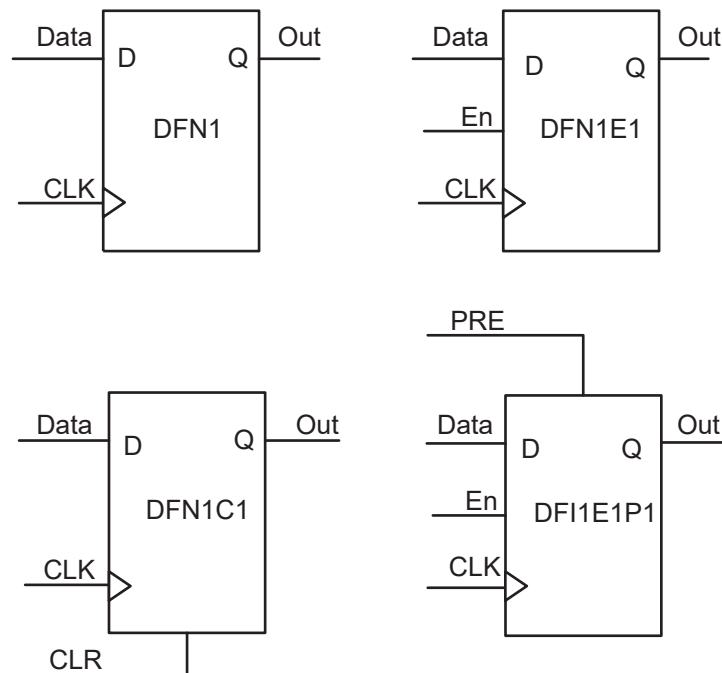 Data
D
Q
Out
DFN1
CLK
Data
D
Q
Out
En
DFN1E1
CLK
Data
D
Q
Out
DFN1C1
CLK
CLR
PRE
Data
D
Q
Out
En
DFI1E1P1
CLK